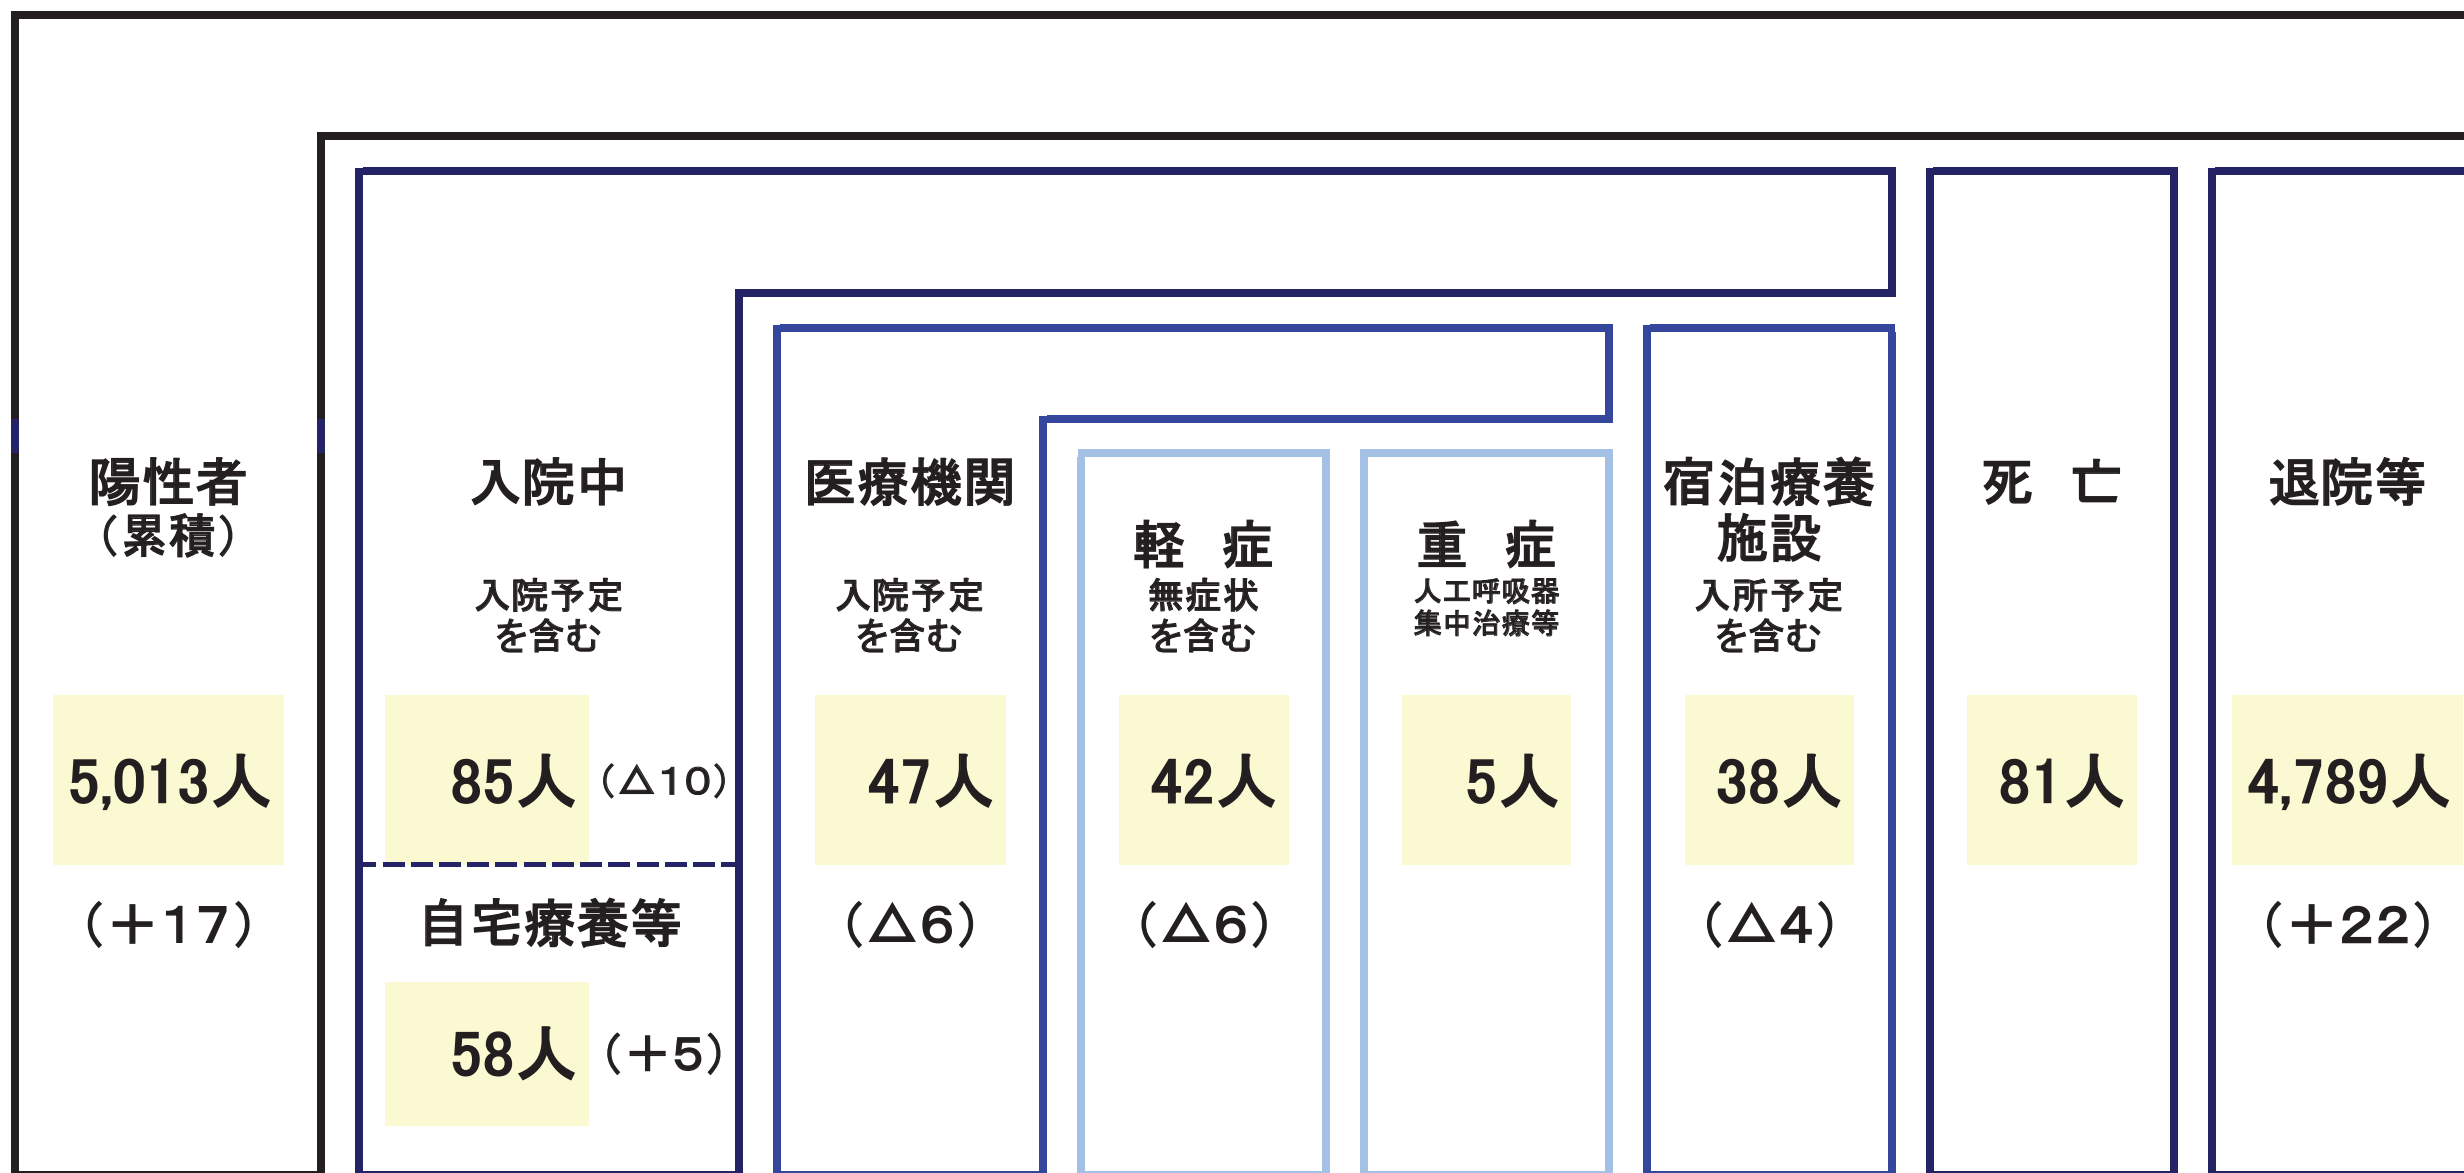 陽性者
（累積）
5,013人
（＋17）
入院中
入院予定
を含む
85人（△10）
自宅療養等
58人（＋5）
医療機関
入院予定
を含む
47人
（△6）
軽　症
無症状
を含む
42人
（△6）
重　症
人工呼吸器
集中治療等
5人
宿泊療養
施設
入所予定
を含む
38人
（△4）
死　亡
81人
退院等
4,789人
（＋22）